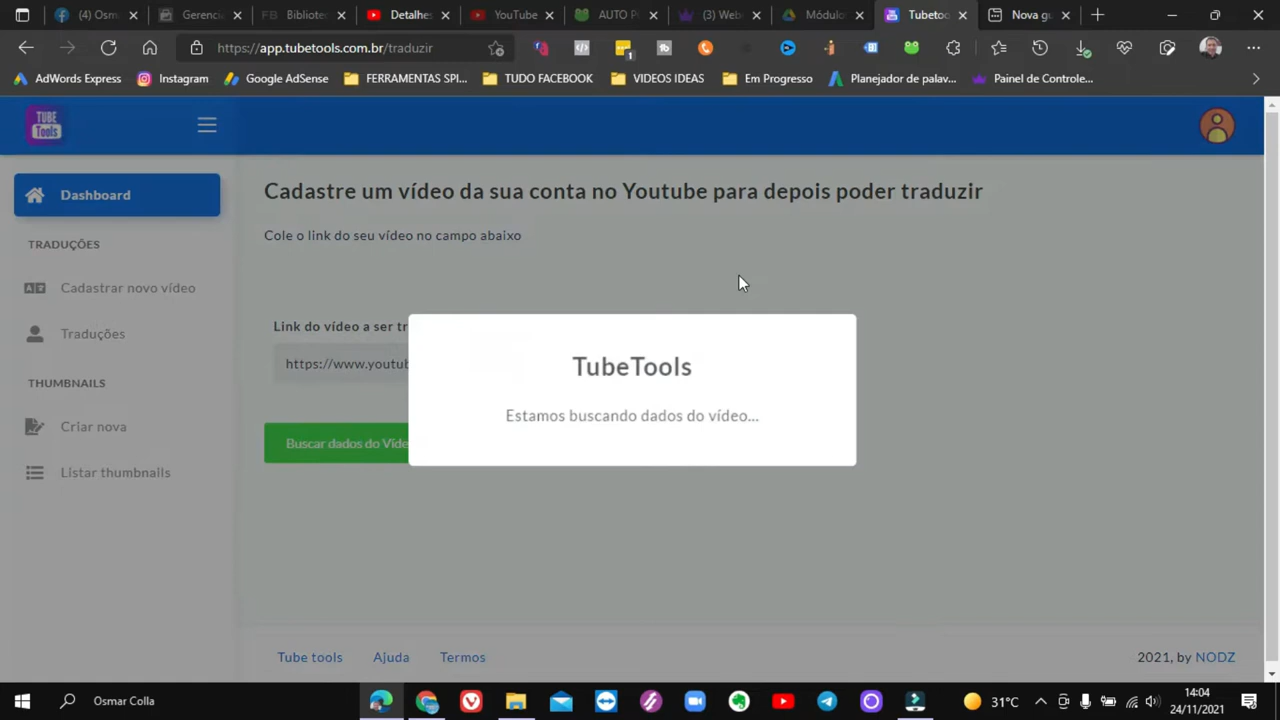 (4) Osm
Gerenci
Bibliote
Detalhes
YouTube
AUTO P
(3) Web
Módulo
Tubetoo
Nova gu
https://app.tubetools.com.br/traduzir
AdWords Express
Instagram
Google AdSense
FERRAMENTAS SPI...
TUDO FACEBOOK
VIDEOS IDEAS
Em Progresso
Planejador de palav...
Painel de Controle...
TUBE
Tools
Dashboard
TRADUÇÕES
Cadastrar novo vídeo
Traduções
THUMBNAILS
Criar nova
Listar thumbnails
Cadastre um vídeo da sua conta no Youtube para depois poder traduzir
Cole o link do seu vídeo no campo abaixo
Link do vídeo a ser tr
https://www.youtub
Buscar dados do Víde
TubeTools
Estamos buscando dados do vídeo...
Tube tools
Ajuda
Termos
2021, by NODZ
Osmar Colla
31°C
14:04
24/11/2021